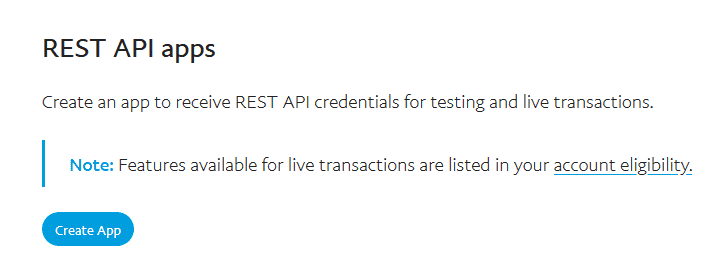 REST API apps
Create an app to receive REST API credentials for testing and live transactions.
Note: Features available for live transactions are listed in your account eligibility.
Create App